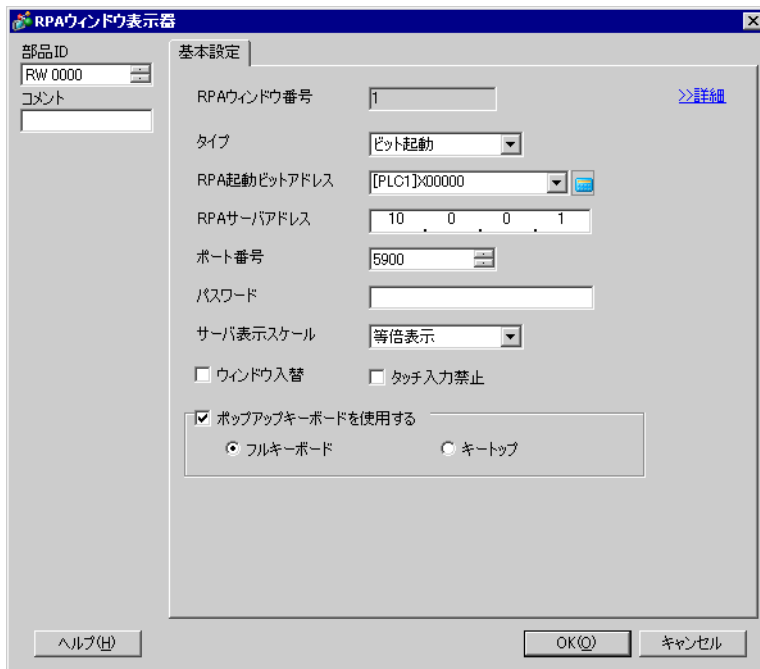 RPAウィンドウ表示器
部品ID
RW 0000
コメント
基本設定
RPAウィンドウ番号
1
>>詳細
タイプ
ビット起動
RPA起動ビットアドレス
[PLC1]X00000
RPAサーバアドレス
10 . 0 . 0 . 1
ポート番号
5900
パスワード
サーバ表示スケール
等倍表示
ウィンドウ入替
タッチ入力禁止
ポップアップキーボードを使用する
フルキーボード
キートップ
ヘルプ(H)
OK(O)
キャンセル